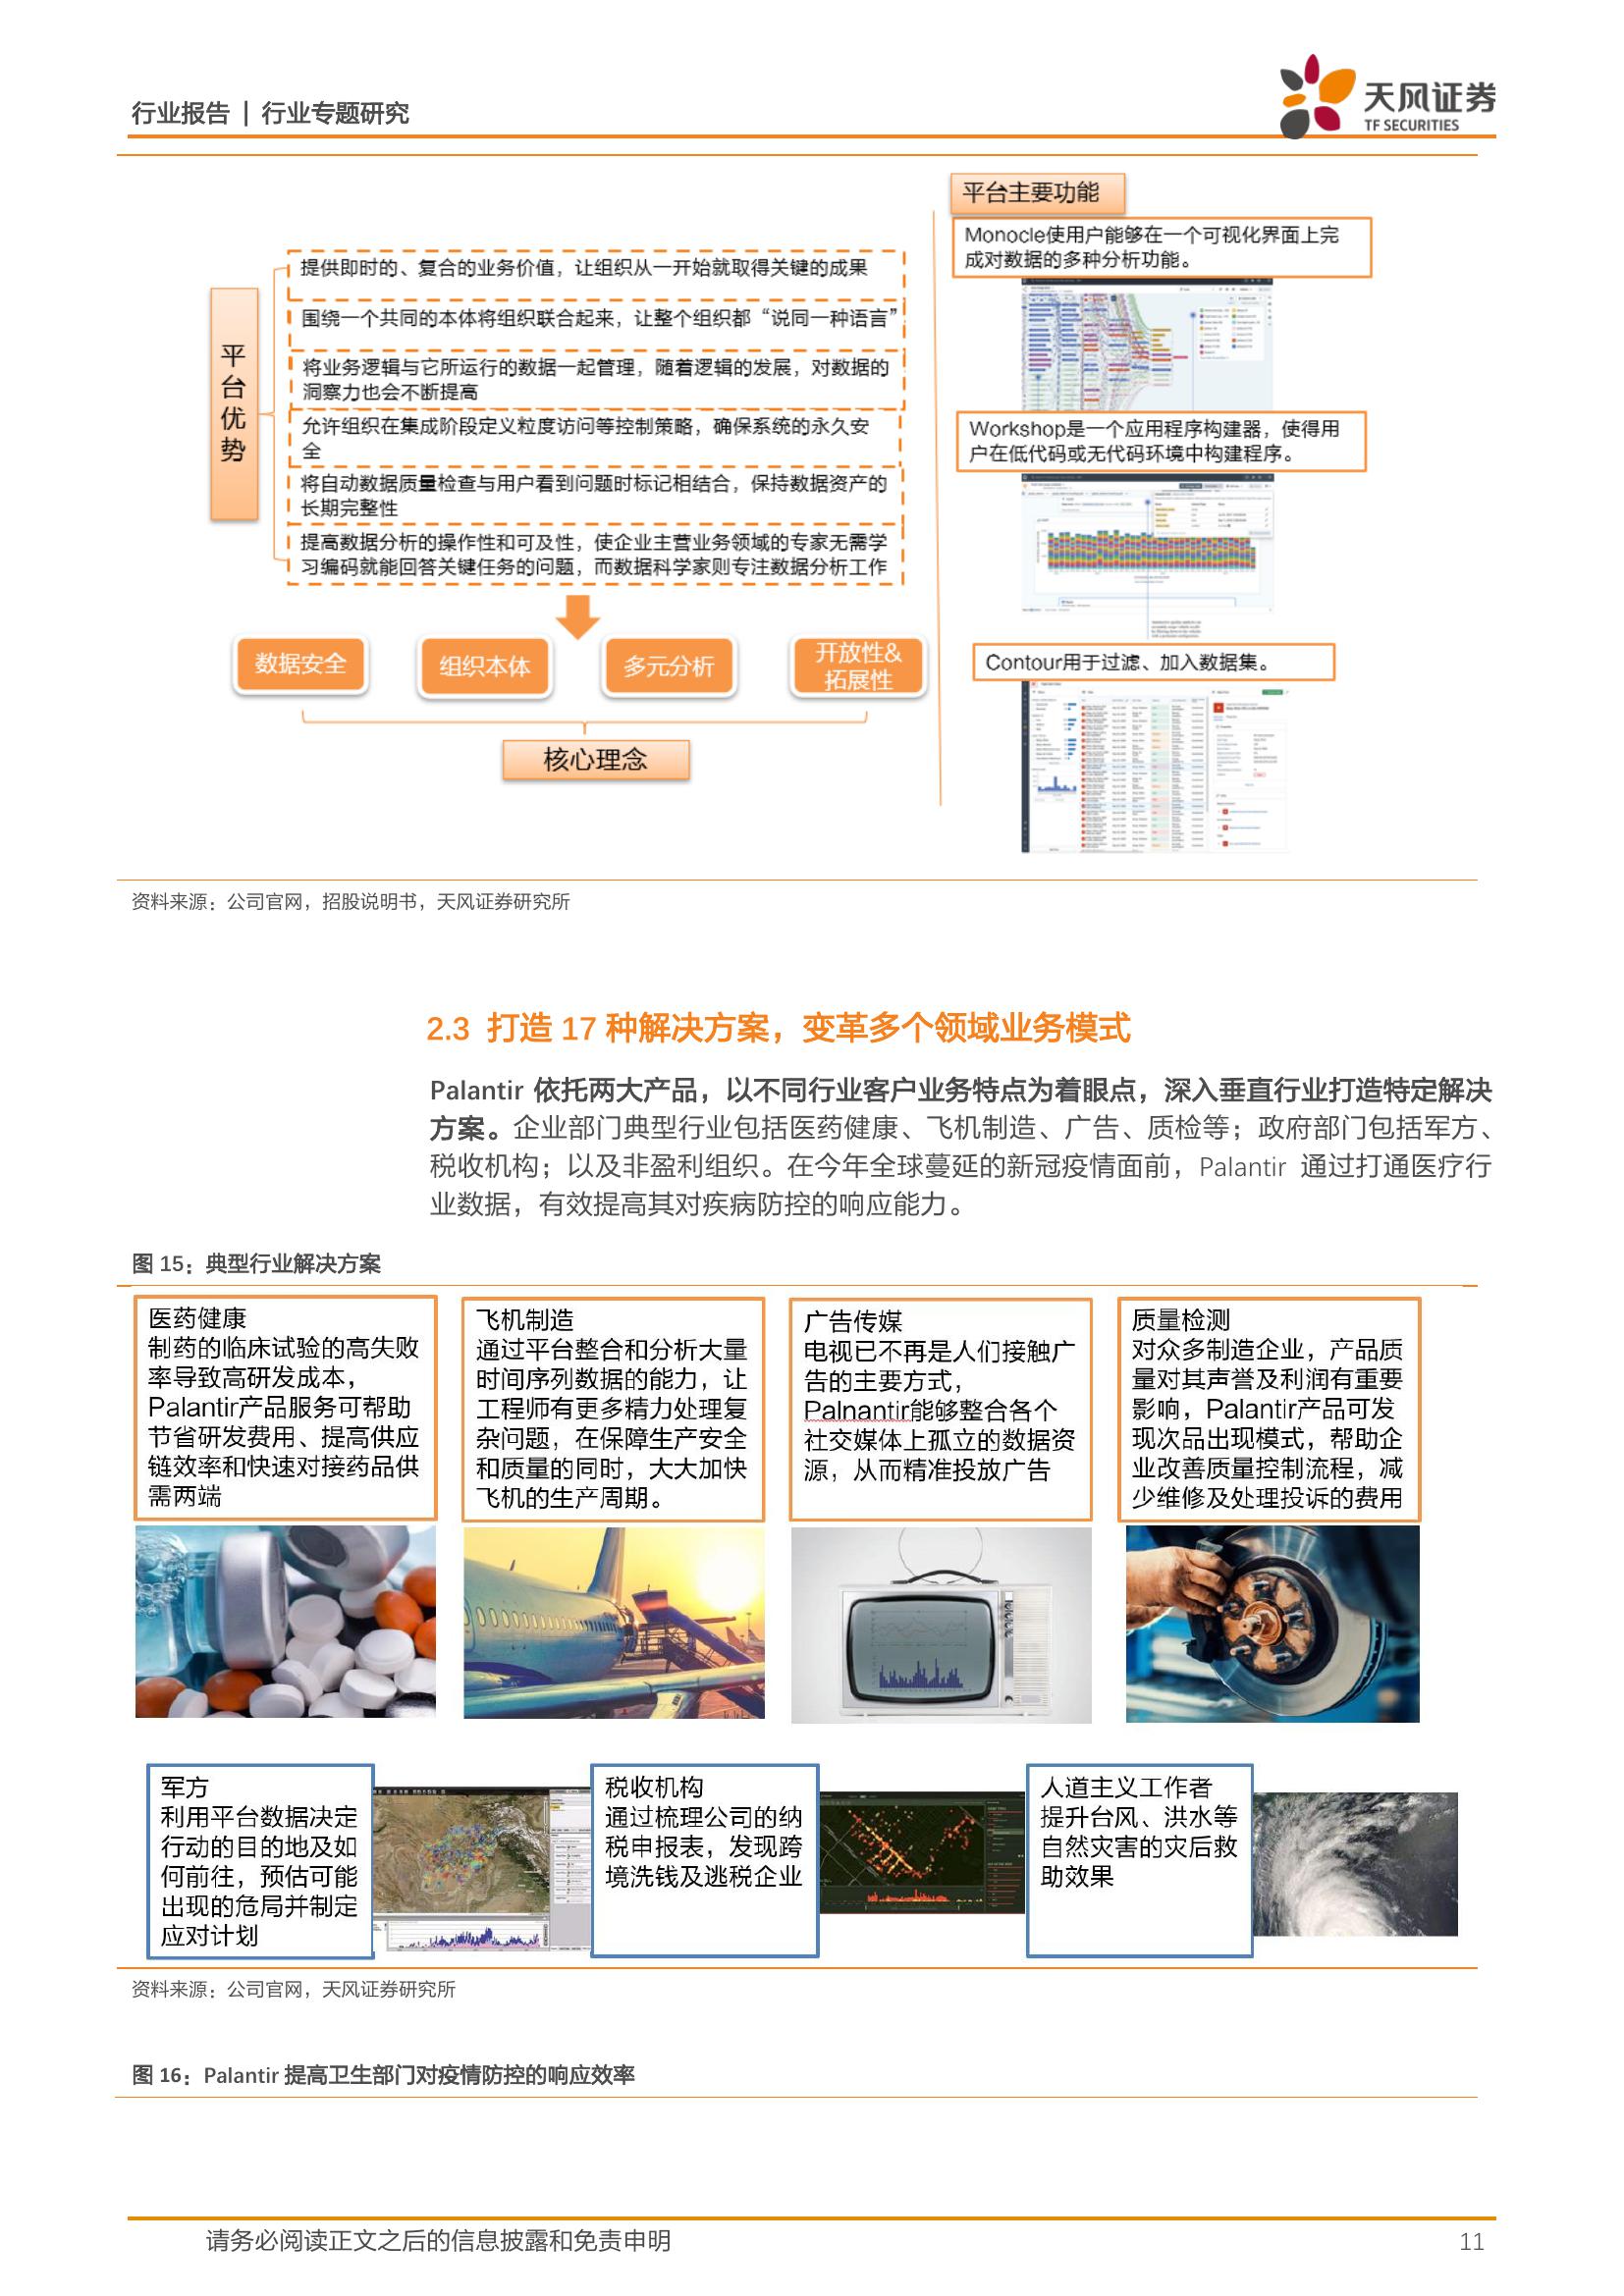 行业报告 | 行业专题研究
天风证券
TF SECURITIES
平台优势
提供即时的、复合的业务价值，让组织从一开始就取得关键的成果
围绕一个共同的本体将组织联合起来，让整个组织都“说同一种语言”
将业务逻辑与它所运行的数据一起管理，随着逻辑的发展，对数据的
洞察力也会不断提高
允许组织在集成阶段定义粒度访问等控制策略，确保系统的永久安
全
将自动数据质量检查与用户看到问题时标记相结合，保持数据资产的
长期完整性
提高数据分析的操作性和可及性，使企业主营业务领域的专家无需学
习编码就能回答关键任务的问题，而数据科学家则专注数据分析工作
数据安全
组织本体
多元分析
开放性&
拓展性
核心理念
平台主要功能
Monocle使用户能够在一个可视化界面上完
成对数据的多种分析功能。
Workshop是一个应用程序构建器，使得用
户在低代码或无代码环境中构建程序。
Contour用于过滤、加入数据集。
资料来源：公司官网，招股说明书，天风证券研究所
2.3 打造 17 种解决方案，变革多个领域业务模式
Palantir 依托两大产品，以不同行业客户业务特点为着眼点，深入垂直行业打造特定解决
方案。企业部门典型行业包括医药健康、飞机制造、广告、质检等；政府部门包括军方、
税收机构；以及非盈利组织。在今年全球蔓延的新冠疫情面前，Palantir 通过打通医疗行
业数据，有效提高其对疾病防控的响应能力。
图 15：典型行业解决方案
医药健康
制药的临床试验的高失败
率导致高研发成本，
Palantir产品服务可帮助
节省研发费用、提高供应
链效率和快速对接药品供
需两端
飞机制造
通过平台整合和分析大量
时间序列数据的能力，让
工程师有更多精力处理复
杂问题，在保障生产安全
和质量的同时，大大加快
飞机的生产周期。
广告传媒
电视已不再是人们接触广
告的主要方式，
Palnantir能够整合各个
社交媒体上孤立的数据资
源，从而精准投放广告
质量检测
对众多制造企业，产品质
量对其声誉及利润有重要
影响，Palantir产品可发
现次品出现模式，帮助企
业改善质量控制流程，减
少维修及处理投诉的费用
军方
利用平台数据决定
行动的目的地及如
何前往，预估可能
出现的危局并制定
应对计划
税收机构
通过梳理公司的纳
税申报表，发现跨
境洗钱及逃税企业
人道主义工作者
提升台风、洪水等
自然灾害的灾后救
助效果
资料来源：公司官网，天风证券研究所
图 16：Palantir 提高卫生部门对疫情防控的响应效率
请务必阅读正文之后的信息披露和免责申明
11